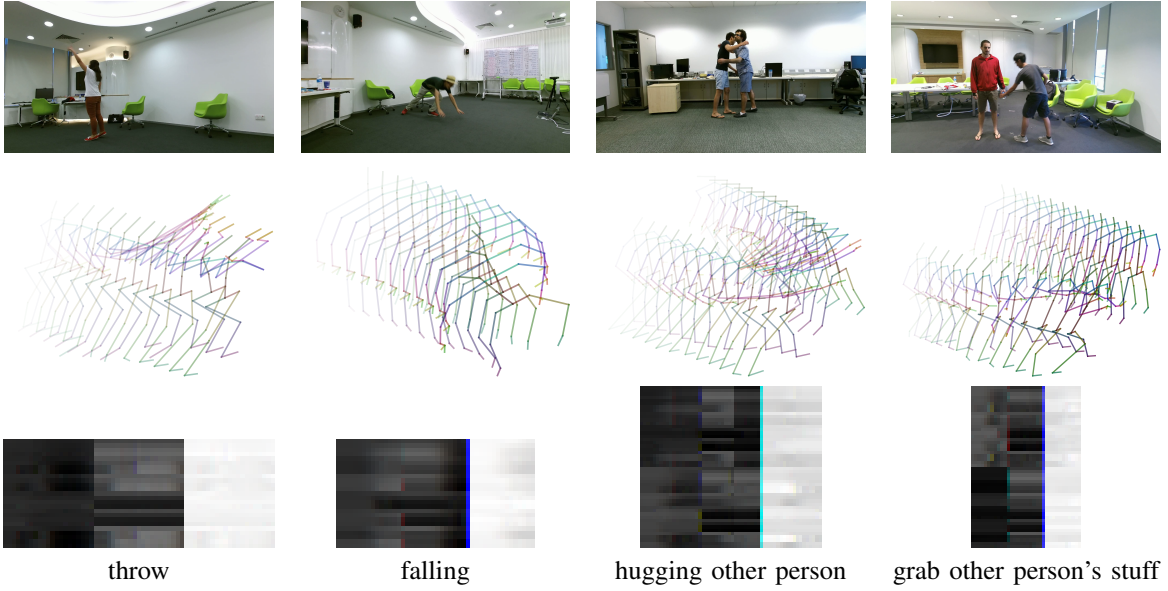 throw
falling
hugging other person
grab other person's stuff